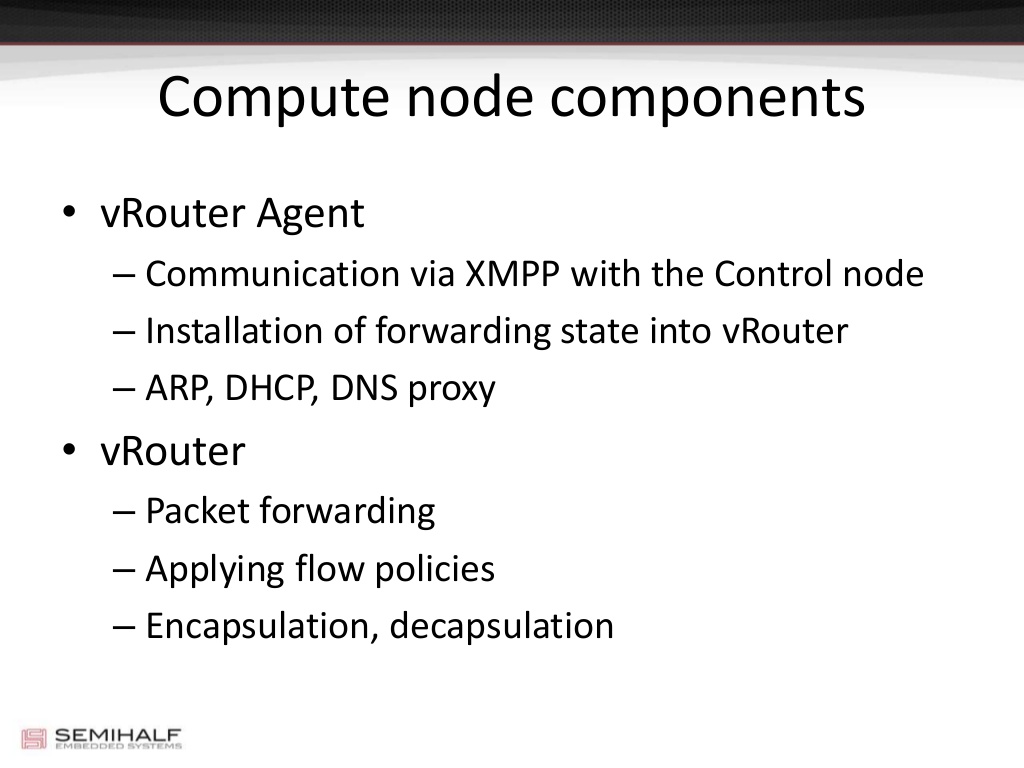 Compute node components
• vRouter Agent
– Communication via XMPP with the Control node
– Installation of forwarding state into vRouter
– ARP, DHCP, DNS proxy
• vRouter
– Packet forwarding
– Applying flow policies
– Encapsulation, decapsulation
SEMIHALF
EMBEDDED SYSTEMS